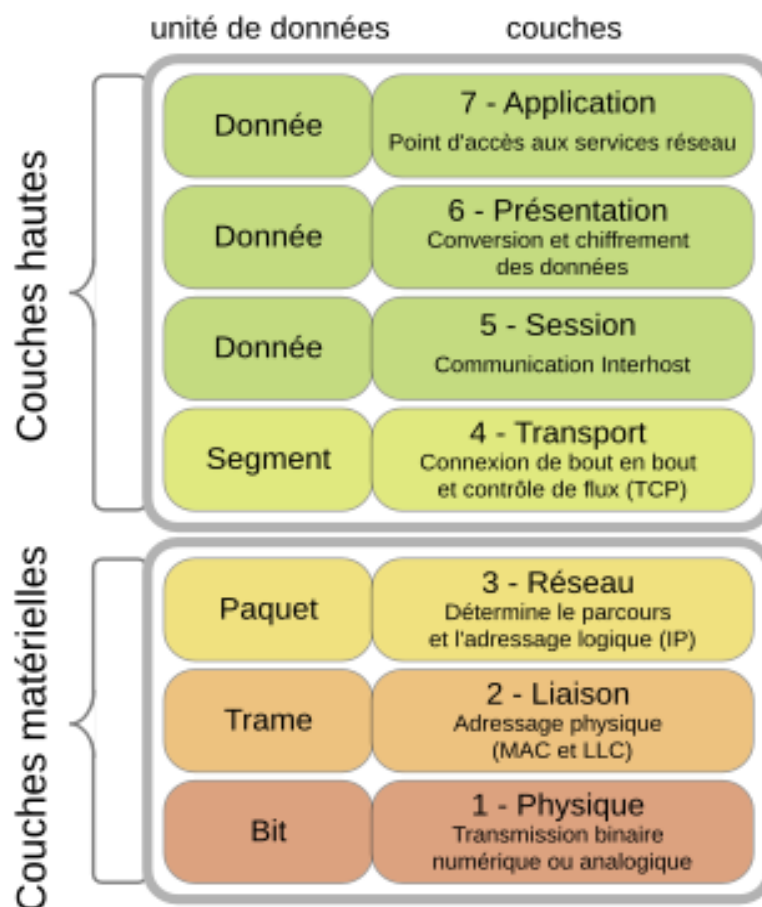 unité de données couches
Couches hautes
Donnée
7 - Application
Point d'accès aux services réseau
Donnée
6 - Présentation
Conversion et chiffrement
des données
Donnée
5 - Session
Communication Interhost
Segment
4 - Transport
Connexion de bout en bout
et contrôle de flux (TCP)
Couches matérielles
Paquet
3 - Réseau
Détermine le parcours
et l'adressage logique (IP)
Trame
2 - Liaison
Adressage physique
(MAC et LLC)
Bit
1 - Physique
Transmission binaire
numérique ou analogique